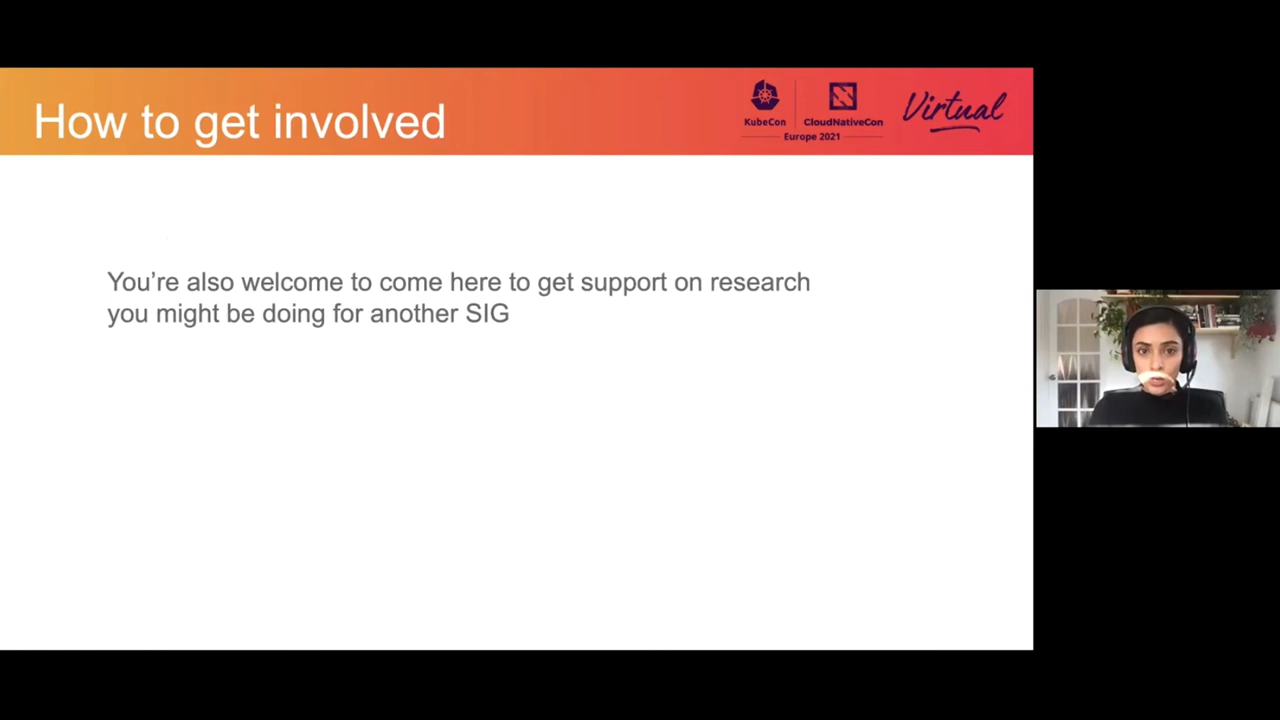 How to get involved
KubeCon
CloudNativeCon
Europe 2021
Virtual
You're also welcome to come here to get support on research
you might be doing for another SIG